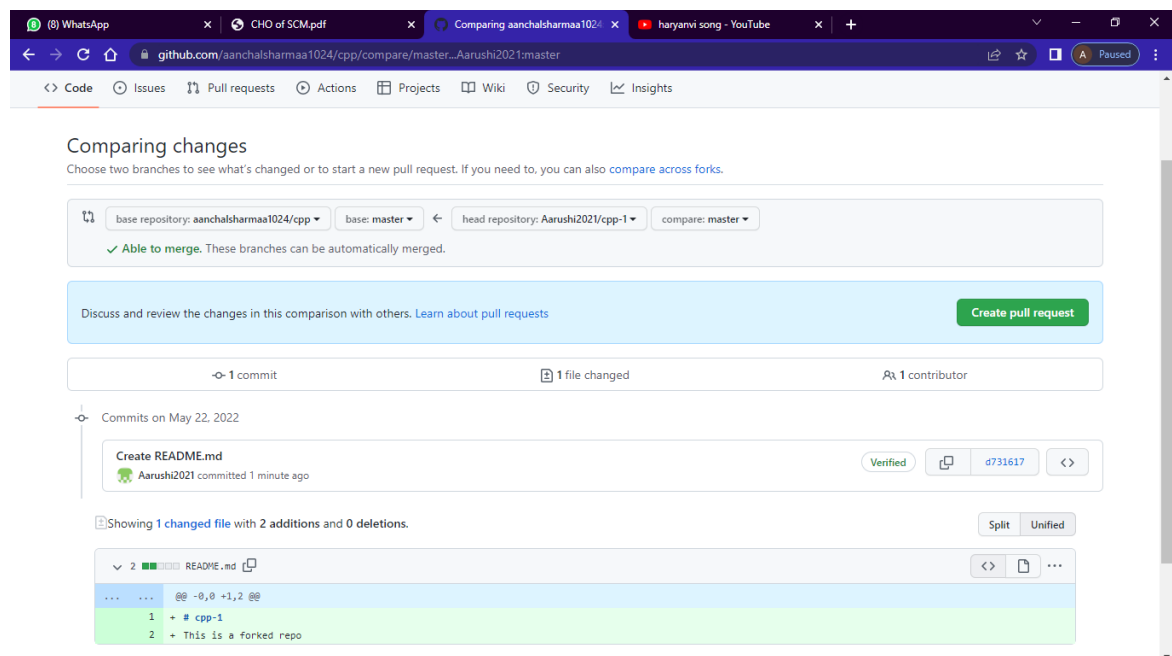 (8) WhatsApp CHO of SCM.pdf Comparing aanchalsharmaa1024 haryanvi song - YouTube
github.com/aanchalsharmaa1024/cpp/compare/master...Aarushi2021:master A Paused
Code Issues Pull requests Actions Projects Wiki Security Insights
Comparing changes
Choose two branches to see what's changed or to start a new pull request. If you need to, you can also compare across forks.
base repository: aanchalsharmaa1024/cpp base: master ← head repository: Aarushi2021/cpp-1 compare: master
Able to merge. These branches can be automatically merged.
Discuss and review the changes in this comparison with others. Learn about pull requests Create pull request
1 commit 1 file changed 1 contributor
Commits on May 22, 2022
Create README.md
Aarushi2021 committed 1 minute ago Verified d731617
Showing 1 changed file with 2 additions and 0 deletions. Split Unified
2 README.md
... ... @@ -0,0 +1,2 @@
1 + # cpp-1
2 + This is a forked repo